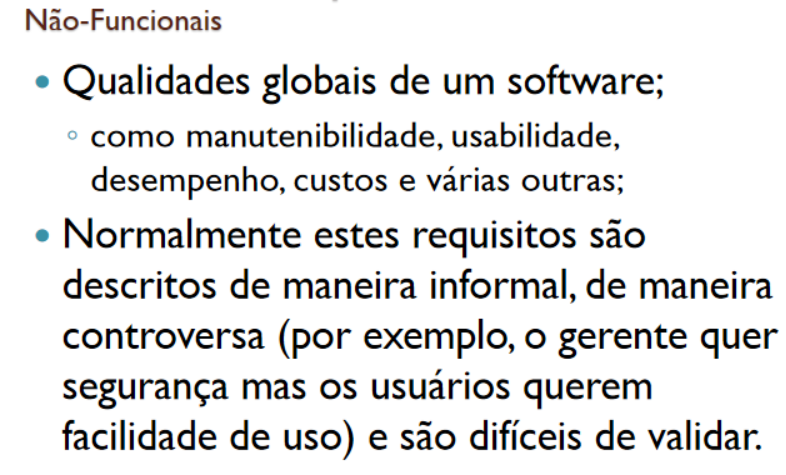 Não-Funcionais
• Qualidades globais de um software;
◦ como manutenibilidade, usabilidade,
desempenho, custos e várias outras;
• Normalmente estes requisitos são
descritos de maneira informal, de maneira
controversa (por exemplo, o gerente quer
segurança mas os usuários querem
facilidade de uso) e são difíceis de validar.